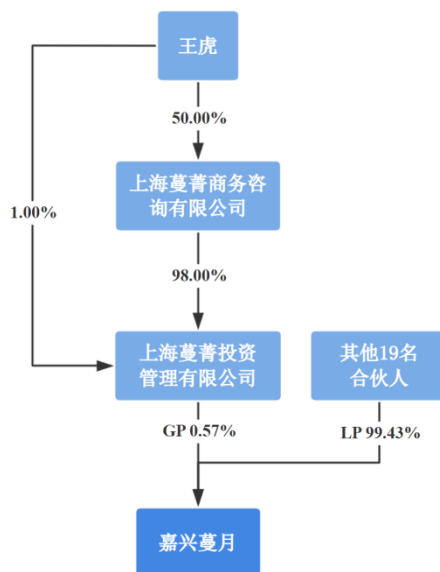 王虎
50.00%
上海蔓菁商务咨
询有限公司
1.00%
98.00%
上海蔓菁投资
管理有限公司
其他19名
合伙人
GP 0.57%
LP 99.43%
嘉兴蔓月